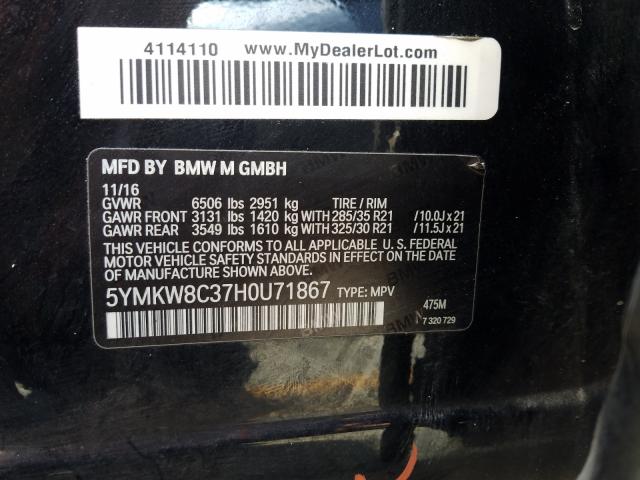 4114110 www.MyDealerLot.com
MFD BY BMW M GMBH
11/16
GVWR 6506 lbs 2951 kg TIRE / RIM
GAWR FRONT 3131 lbs 1420 kg WITH 285/35 R21 / 10.0J x 21
GAWR REAR 3549 lbs 1610 kg WITH 325/30 R21 / 11.5J x 21
THIS VEHICLE CONFORMS TO ALL APPLICABLE U. S. FEDERAL
MOTOR VEHICLE SAFETY STANDARDS IN EFFECT ON THE
DATE OF MANUFACTURE SHOWN ABOVE.
5YMKW8C37H0U71867 TYPE: MPV
475M
7 320 729